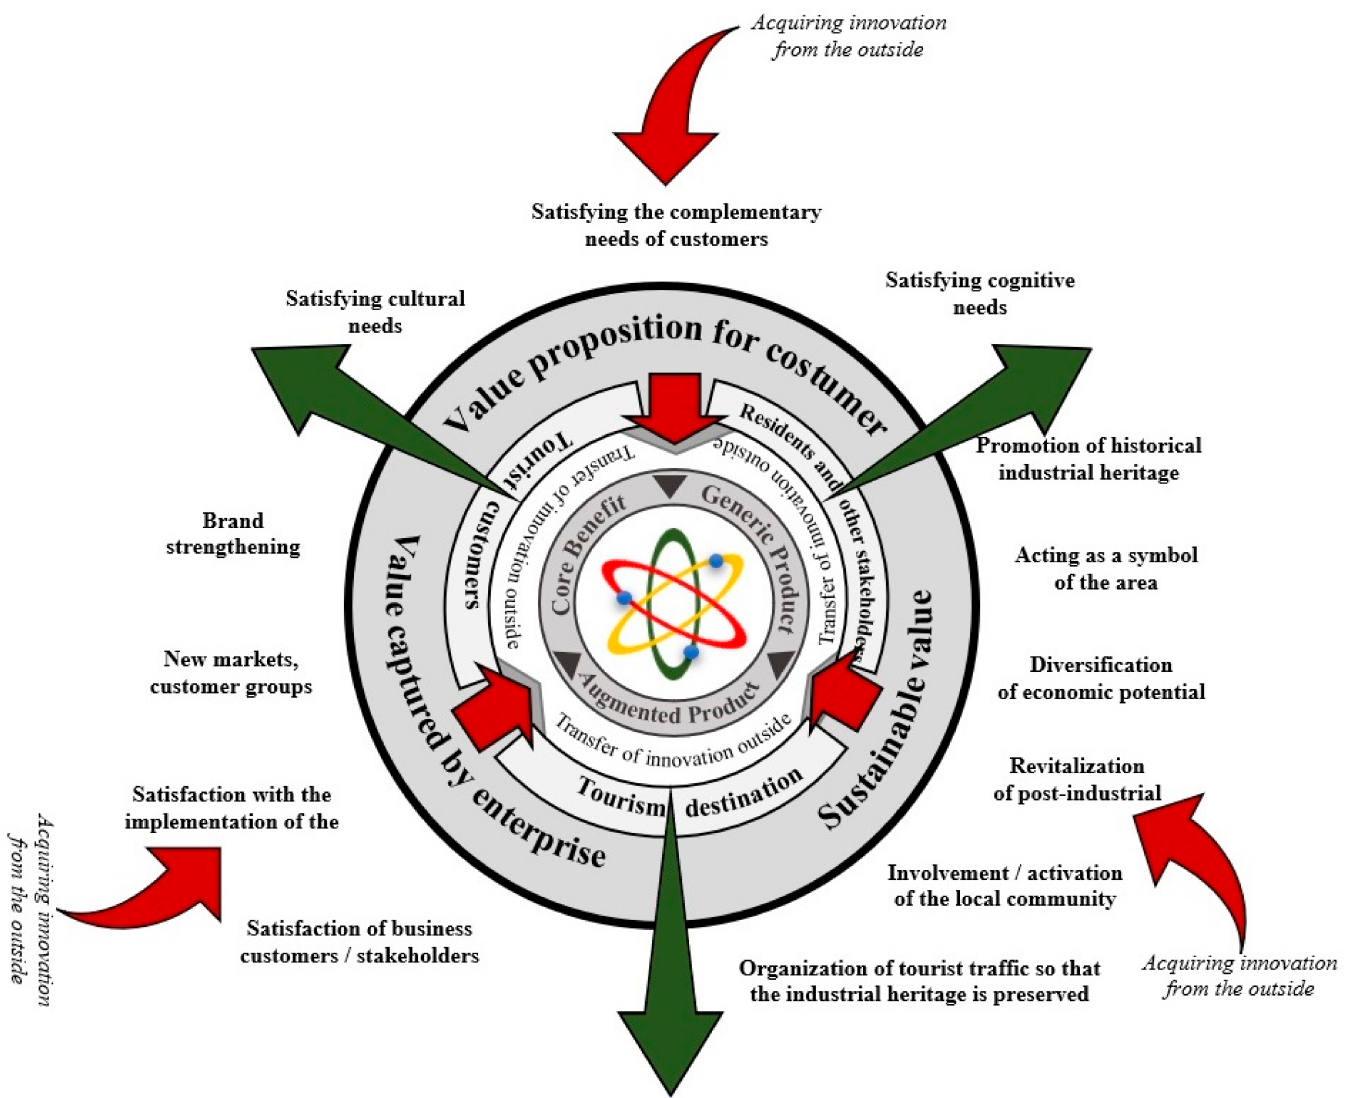 Acquiring innovation
from the outside
Satisfying the complementary
needs of customers
Satisfying cultural
needs
Satisfying cognitive
needs
Value proposition for costumer
Tourist customers
Residents and other stakeholders
Transfer of innovation outside
Transfer of innovation outside
Core Benefit
Generic Product
Augmented Product
Transfer of innovation outside
Tourism destination
Value captured by enterprise
Sustainable value
Brand
strengthening
New markets,
customer groups
Satisfaction with the
implementation of the
Acquiring innovation
from the outside
Satisfaction of business
customers / stakeholders
Promotion of historical
industrial heritage
Acting as a symbol
of the area
Diversification
of economic potential
Revitalization
of post-industrial
Involvement / activation
of the local community
Organization of tourist traffic so that
the industrial heritage is preserved
Acquiring innovation
from the outside